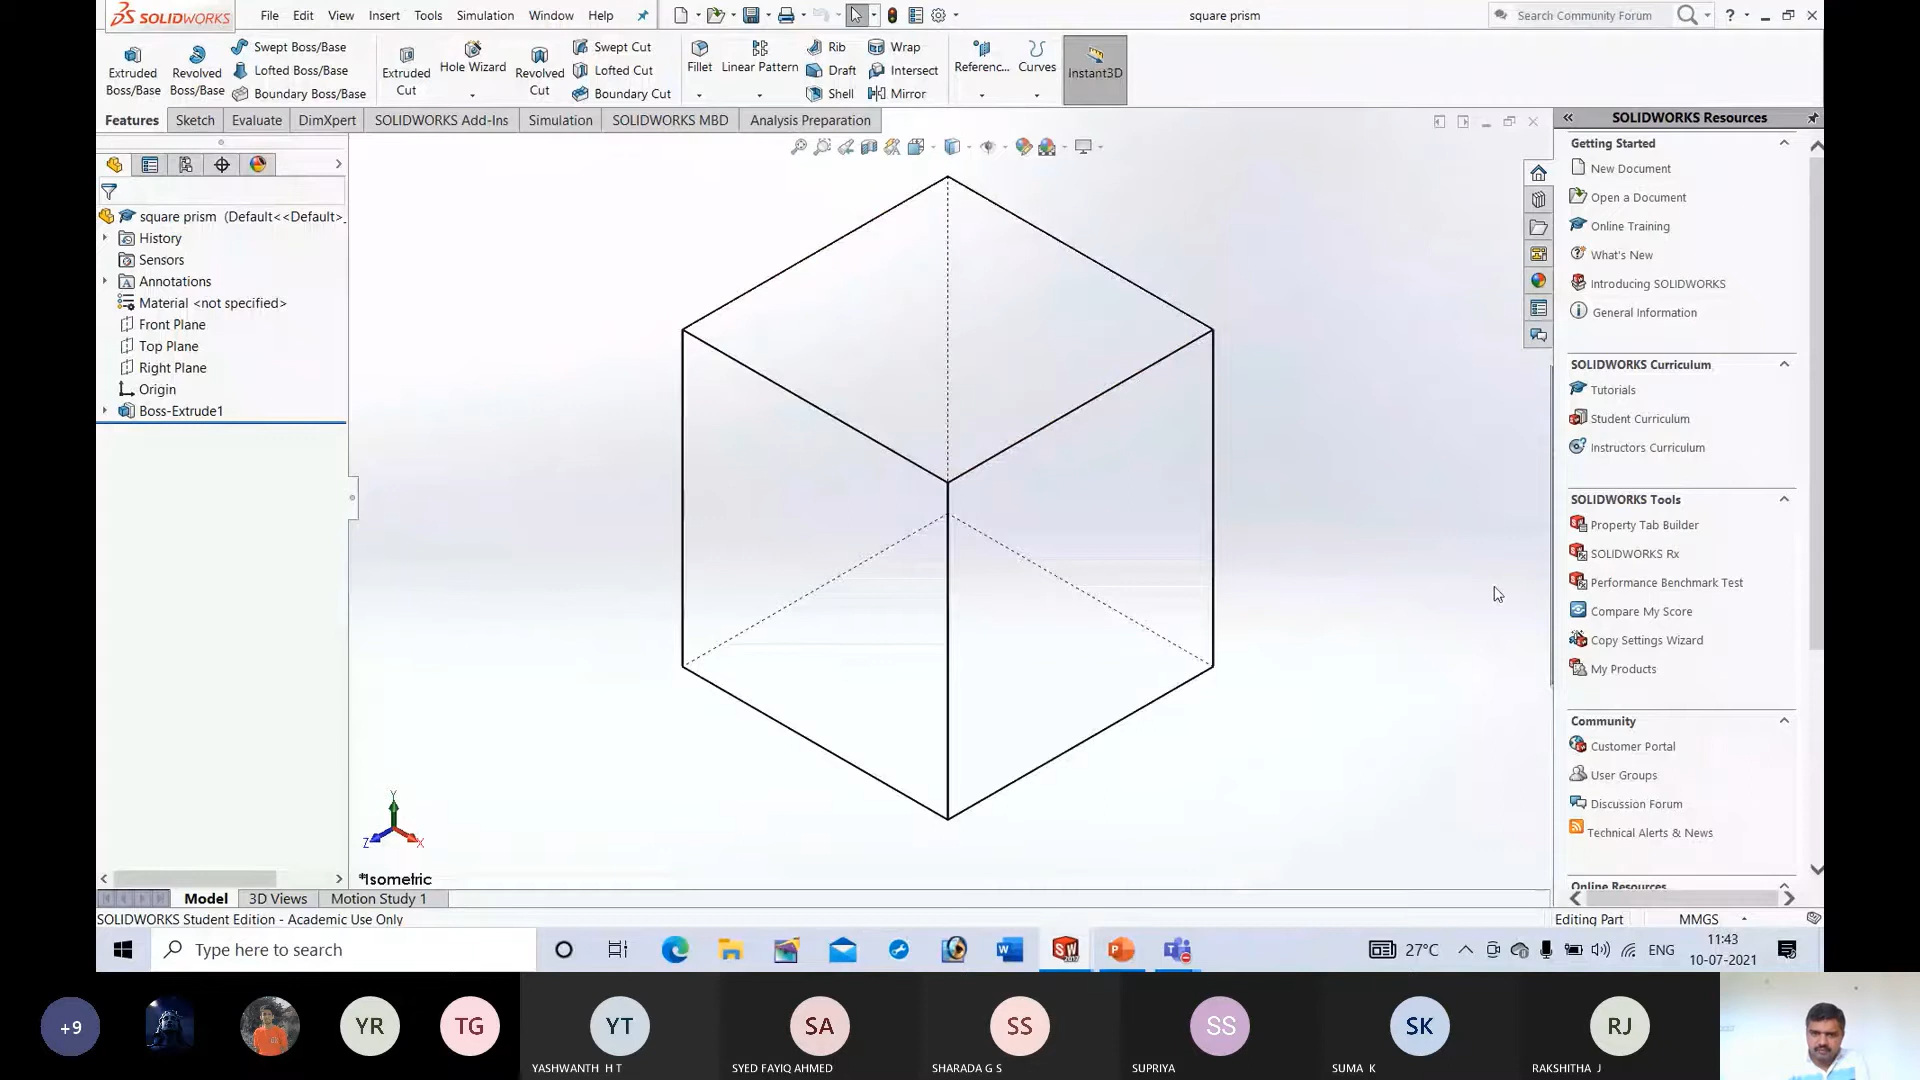 SOLIDWORKS
File Edit View Insert Tools Simulation Window Help
square prism
Search Community Forum
?
Extruded Boss/Base
Revolved Boss/Base
Swept Boss/Base
Lofted Boss/Base
Boundary Boss/Base
Extruded Cut
Hole Wizard
Revolved Cut
Swept Cut
Lofted Cut
Boundary Cut
Fillet
Linear Pattern
Rib
Draft
Shell
Wrap
Intersect
Mirror
Referenc...
Curves
Instant3D
Features Sketch Evaluate DimXpert SOLIDWORKS Add-Ins Simulation SOLIDWORKS MBD Analysis Preparation
square prism (Default<<Default>_
History
Sensors
Annotations
Material <not specified>
Front Plane
Top Plane
Right Plane
Origin
Boss-Extrude1
Y
Z
X
*Isometric
SOLIDWORKS Resources
Getting Started
New Document
Open a Document
Online Training
What's New
Introducing SOLIDWORKS
General Information
SOLIDWORKS Curriculum
Tutorials
Student Curriculum
Instructors Curriculum
SOLIDWORKS Tools
Property Tab Builder
SOLIDWORKS Rx
Performance Benchmark Test
Compare My Score
Copy Settings Wizard
My Products
Community
Customer Portal
User Groups
Discussion Forum
Technical Alerts & News
Online Resources
Model 3D Views Motion Study 1
SOLIDWORKS Student Edition - Academic Use Only
Editing Part
MMGS
Type here to search
27°C
ENG
11:43
10-07-2021
+9
YR
TG
YT
SA
SS
SS
SK
RJ
YASHWANTH H T
SYED FAYIQ AHMED
SHARADA G S
SUPRIYA
SUMA K
RAKSHITHA J